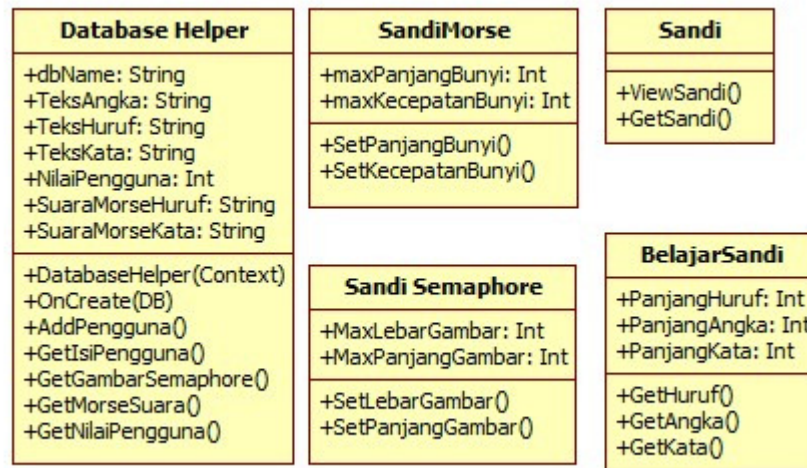 Database Helper
+dbName: String
+TeksAngka: String
+TeksHuruf: String
+TeksKata: String
+NilaiPengguna: Int
+SuaraMorseHuruf: String
+SuaraMorseKata: String
+DatabaseHelper(Context)
+OnCreate(DB)
+AddPengguna()
+GetIsiPengguna()
+GetGambarSemaphore()
+GetMorseSuara()
+GetNilaiPengguna()
SandiMorse
+maxPanjangBunyi: Int
+maxKecepatanBunyi: Int
+SetPanjangBunyi()
+SetKecepatanBunyi()
Sandi
+ViewSandi()
+GetSandi()
Sandi Semaphore
+MaxLebarGambar: Int
+MaxPanjangGambar: Int
+SetLebarGambar()
+SetPanjangGambar()
BelajarSandi
+PanjangHuruf: Int
+PanjangAngka: Int
+PanjangKata: Int
+GetHuruf()
+GetAngka()
+GetKata()